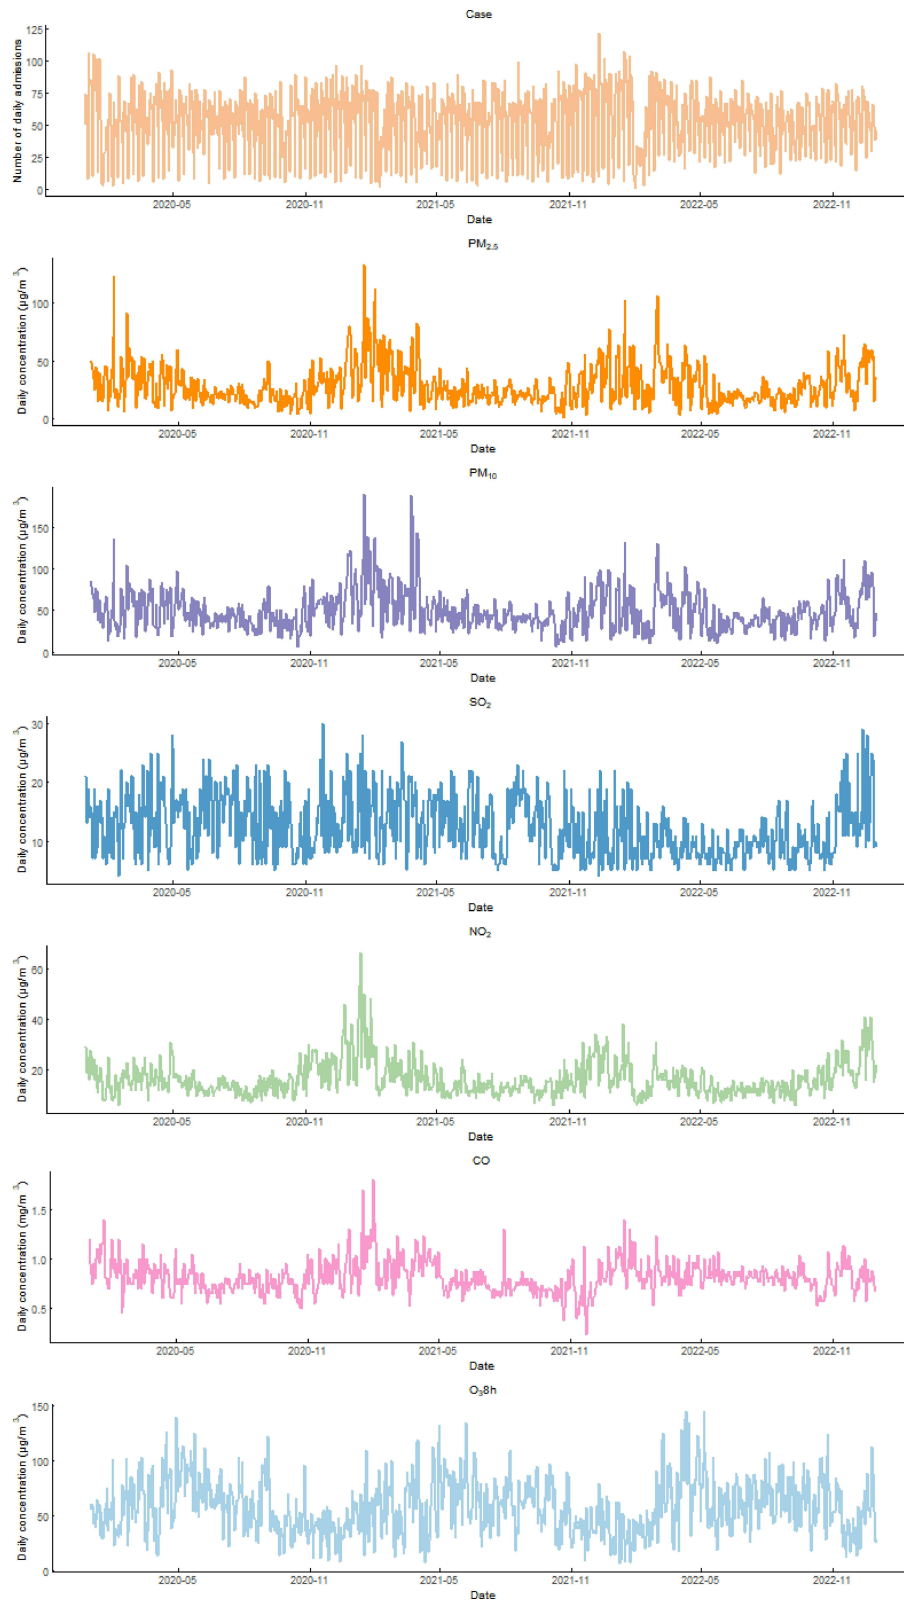 Case
Number of daily admissions
125
100
75
50
25
0
2020-05 2020-11 2021-05 2021-11 2022-05 2022-11
Date
PM2.5
Daily concentration (μg/m3)
100
50
0
2020-05 2020-11 2021-05 2021-11 2022-05 2022-11
Date
PM10
Daily concentration (μg/m3)
150
100
50
0
2020-05 2020-11 2021-05 2021-11 2022-05 2022-11
Date
SO2
Daily concentration (μg/m3)
30
20
10
2020-05 2020-11 2021-05 2021-11 2022-05 2022-11
Date
NO2
Daily concentration (μg/m3)
60
40
20
2020-05 2020-11 2021-05 2021-11 2022-05 2022-11
Date
CO
Daily concentration (mg/m3)
1.5
1.0
0.5
2020-05 2020-11 2021-05 2021-11 2022-05 2022-11
Date
O38h
Daily concentration (μg/m3)
150
100
50
0
2020-05 2020-11 2021-05 2021-11 2022-05 2022-11
Date